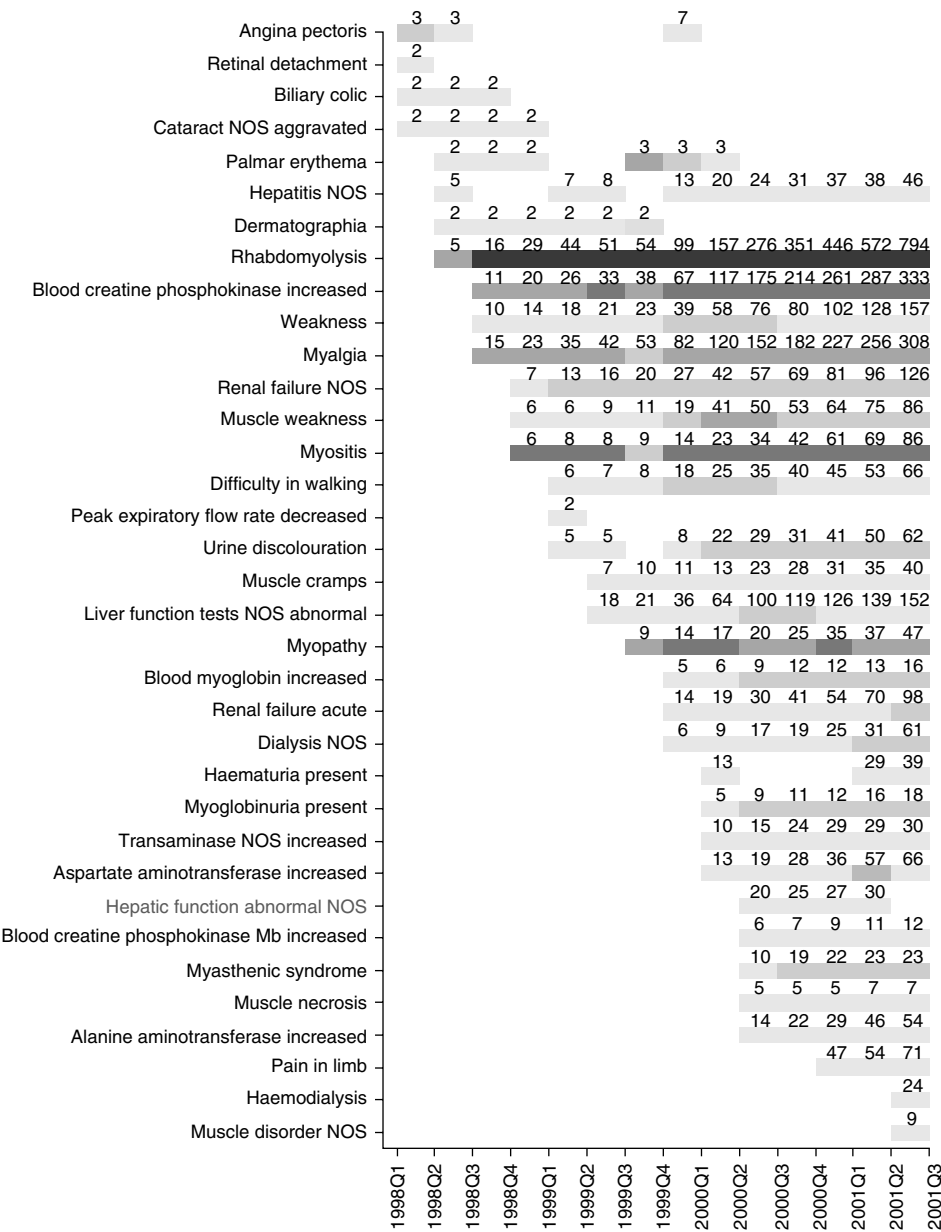 Angina pectoris 3 3 7
Retinal detachment 2
Biliary colic 2 2 2
Cataract NOS aggravated 2 2 2 2
Palmar erythema 2 2 2 3 3 3
Hepatitis NOS 5 7 8 13 20 24 31 37 38 46
Dermatographia 2 2 2 2 2 2
Rhabdomyolysis 5 16 29 44 51 54 99 157 276 351 446 572 794
Blood creatine phosphokinase increased 11 20 26 33 38 67 117 175 214 261 287 333
Weakness 10 14 18 21 23 39 58 76 80 102 128 157
Myalgia 15 23 35 42 53 82 120 152 182 227 256 308
Renal failure NOS 7 13 16 20 27 42 57 69 81 96 126
Muscle weakness 6 6 9 11 19 41 50 53 64 75 86
Myositis 6 8 8 9 14 23 34 42 61 69 86
Difficulty in walking 6 7 8 18 25 35 40 45 53 66
Peak expiratory flow rate decreased 2
Urine discolouration 5 5 8 22 29 31 41 50 62
Muscle cramps 7 10 11 13 23 28 31 35 40
Liver function tests NOS abnormal 18 21 36 64 100 119 126 139 152
Myopathy 9 14 17 20 25 35 37 47
Blood myoglobin increased 5 6 9 12 12 13 16
Renal failure acute 14 19 30 41 54 70 98
Dialysis NOS 6 9 17 19 25 31 61
Haematuria present 13 29 39
Myoglobinuria present 5 9 11 12 16 18
Transaminase NOS increased 10 15 24 29 29 30
Aspartate aminotransferase increased 13 19 28 36 57 66
Hepatic function abnormal NOS 20 25 27 30
Blood creatine phosphokinase Mb increased 6 7 9 11 12
Myasthenic syndrome 10 19 22 23 23
Muscle necrosis 5 5 5 7 7
Alanine aminotransferase increased 14 22 29 46 54
Pain in limb 47 54 71
Haemodialysis 24
Muscle disorder NOS 9
1998Q1 1998Q2 1998Q3 1998Q4 1999Q1 1999Q2 1999Q3 1999Q4 2000Q1 2000Q2 2000Q3 2000Q4 2001Q1 2001Q2 2001Q3